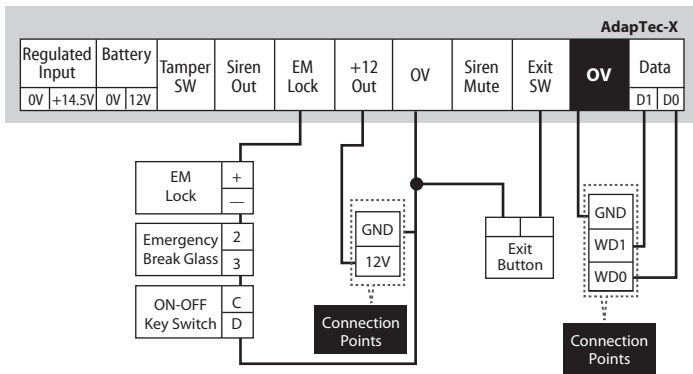 AdapTec-X
Regulated
Input
0V +14.5V
Battery
0V 12V
Tamper
SW
Siren
Out
EM
Lock
+12
Out
OV
Siren
Mute
Exit
SW
OV
Data
D1 D0
EM
Lock
+
—
Emergency
Break Glass
2
3
ON-OFF
Key Switch
C
D
GND
12V
Connection
Points
Exit
Button
GND
WD1
WD0
Connection
Points